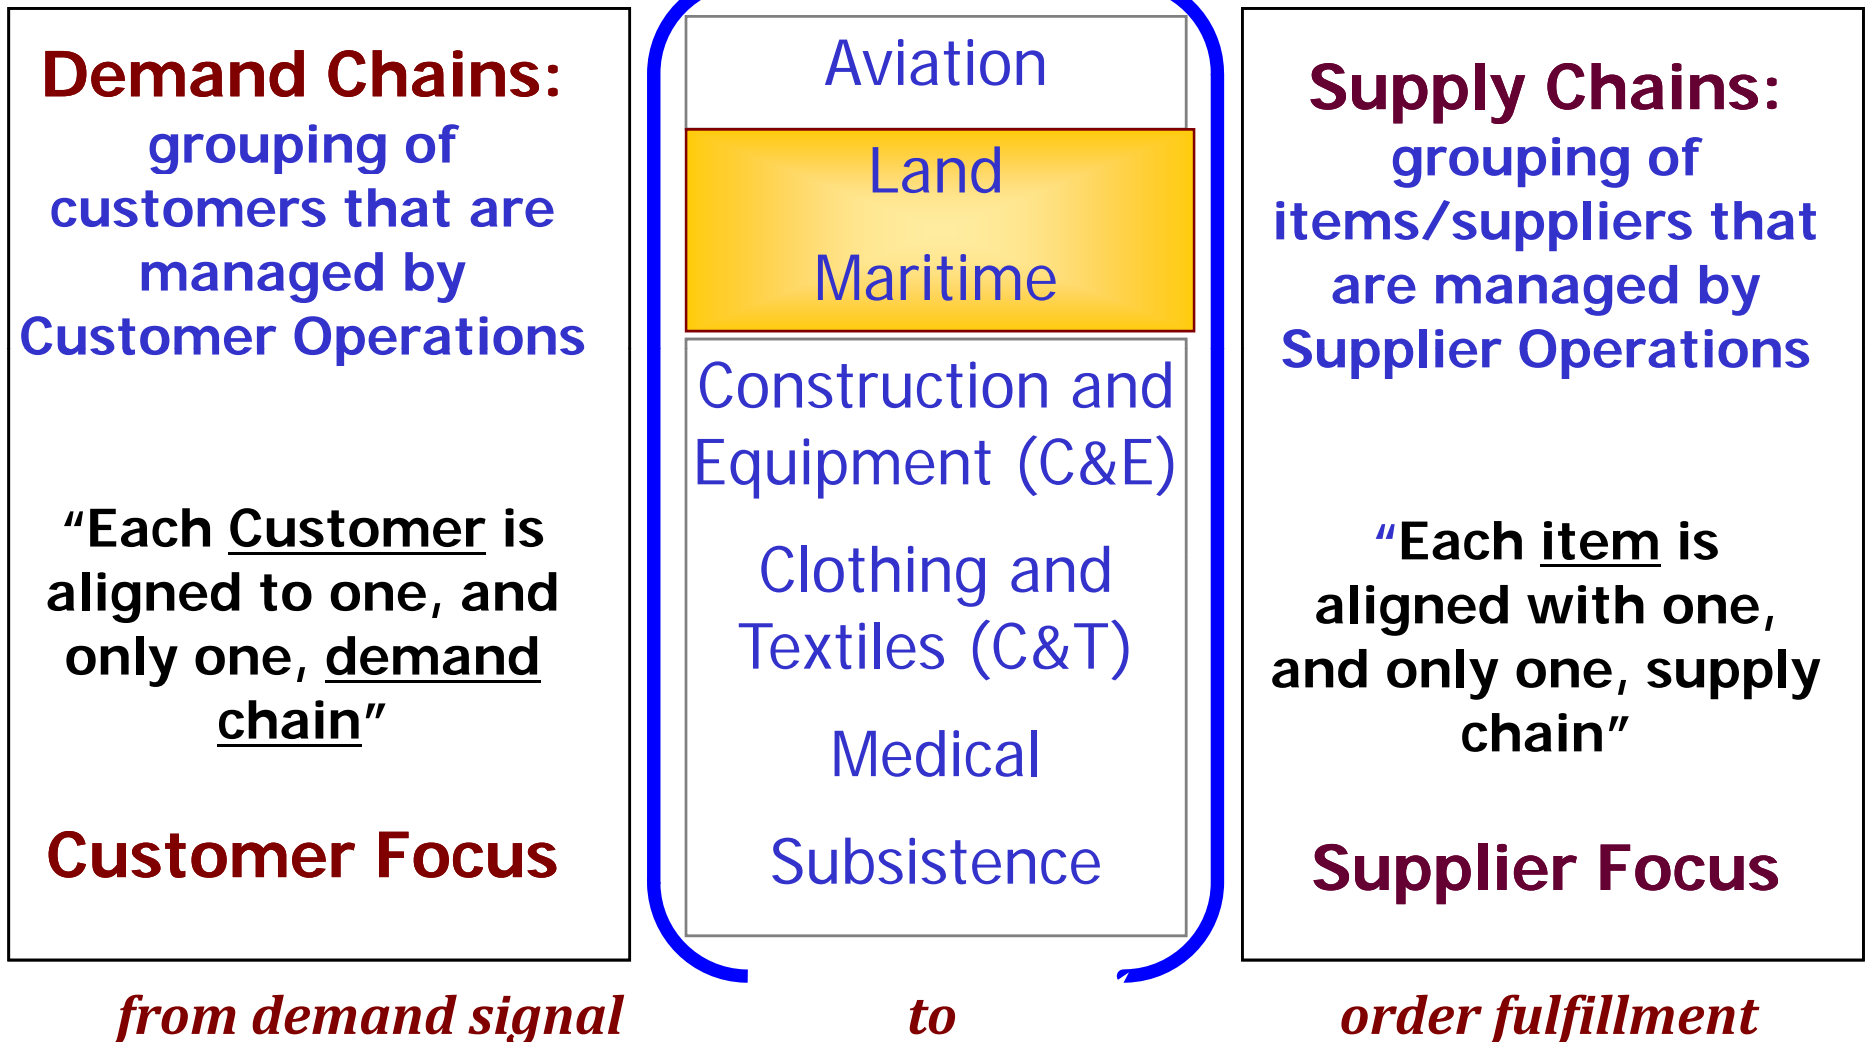 Demand Chains:
grouping of
customers that are
managed by
Customer Operations
“Each Customer is
aligned to one, and
only one, demand
chain”
Customer Focus
Aviation
Land
Maritime
Construction and
Equipment (C&E)
Clothing and
Textiles (C&T)
Medical
Subsistence
Supply Chains:
grouping of
items/suppliers that
are managed by
Supplier Operations
“Each item is
aligned with one,
and only one, supply
chain”
Supplier Focus
from demand signal
to
order fulfillment